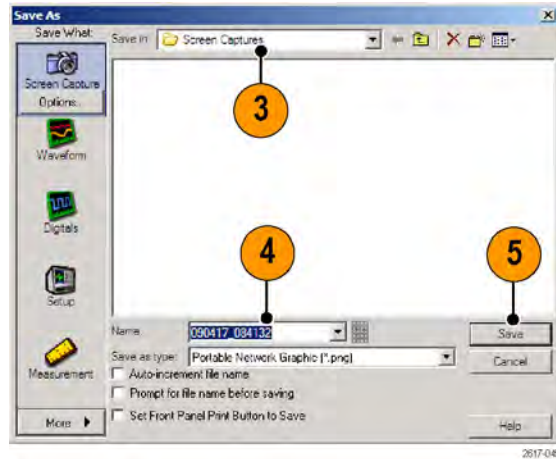 Save As
Save What:
Save in:
Screen Captures
Screen Capture
Options...
3
Waveform
Digitals
Setup
4
5
Name:
090417_084132
Save
Measurement
Save as type:
Portable Network Graphic (*.png)
Cancel
Auto-increment file name
Prompt for file name before saving
More
Set Front Panel Print Button to Save
Help